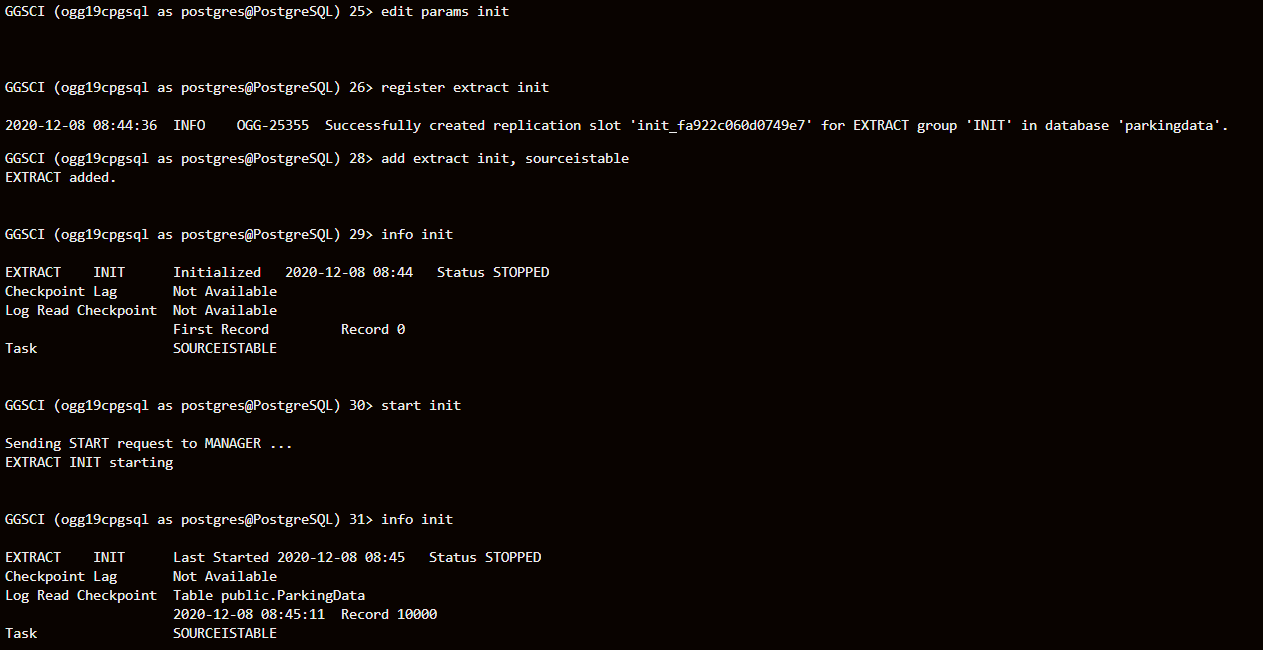 GGSCI (ogg19cpgsql as postgres@PostgreSQL) 25> edit params init
GGSCI (ogg19cpgsql as postgres@PostgreSQL) 26> register extract init
2020-12-08 08:44:36  INFO    OGG-25355  Successfully created replication slot 'init_fa922c060d0749e7' for EXTRACT group 'INIT' in database 'parkingdata'.
GGSCI (ogg19cpgsql as postgres@PostgreSQL) 28> add extract init, sourceistable
EXTRACT added.
GGSCI (ogg19cpgsql as postgres@PostgreSQL) 29> info init
EXTRACT    INIT      Initialized   2020-12-08 08:44   Status STOPPED
Checkpoint Lag       Not Available
Log Read Checkpoint  Not Available
First Record         Record 0
Task                 SOURCEISTABLE
GGSCI (ogg19cpgsql as postgres@PostgreSQL) 30> start init
Sending START request to MANAGER ...
EXTRACT INIT starting
GGSCI (ogg19cpgsql as postgres@PostgreSQL) 31> info init
EXTRACT    INIT      Last Started 2020-12-08 08:45   Status STOPPED
Checkpoint Lag       Not Available
Log Read Checkpoint  Table public.ParkingData
2020-12-08 08:45:11  Record 10000
Task                 SOURCEISTABLE